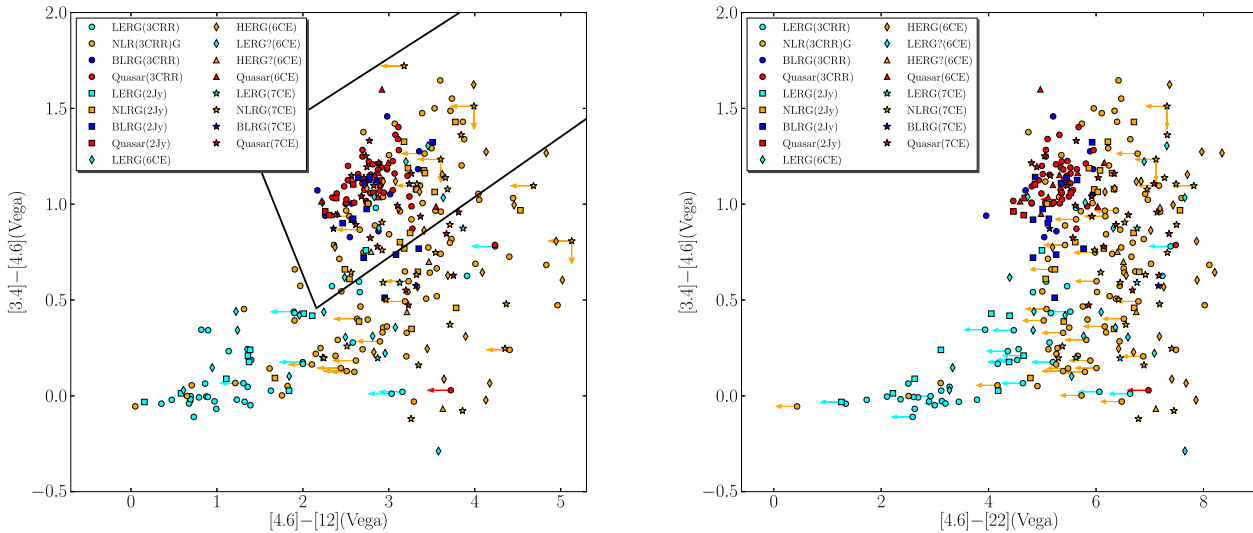 LERG(3CRR)
NLR(3CRR)G
BLRG(3CRR)
Quasar(3CRR)
LERG(2Jy)
NLRG(2Jy)
BLRG(2Jy)
Quasar(2Jy)
LERG(6CE)
HERG(6CE)
LERG?(6CE)
HERG?(6CE)
Quasar(6CE)
LERG(7CE)
NLRG(7CE)
BLRG(7CE)
Quasar(7CE)
2.0
1.5
1.0
0.5
0.0
−0.5
[3.4]−[4.6](Vega)
0 1 2 3 4 5
[4.6]−[12](Vega)
LERG(3CRR)
NLR(3CRR)G
BLRG(3CRR)
Quasar(3CRR)
LERG(2Jy)
NLRG(2Jy)
BLRG(2Jy)
Quasar(2Jy)
LERG(6CE)
HERG(6CE)
LERG?(6CE)
HERG?(6CE)
Quasar(6CE)
LERG(7CE)
NLRG(7CE)
BLRG(7CE)
Quasar(7CE)
2.0
1.5
1.0
0.5
0.0
−0.5
[3.4]−[4.6](Vega)
0 2 4 6 8
[4.6]−[22](Vega)